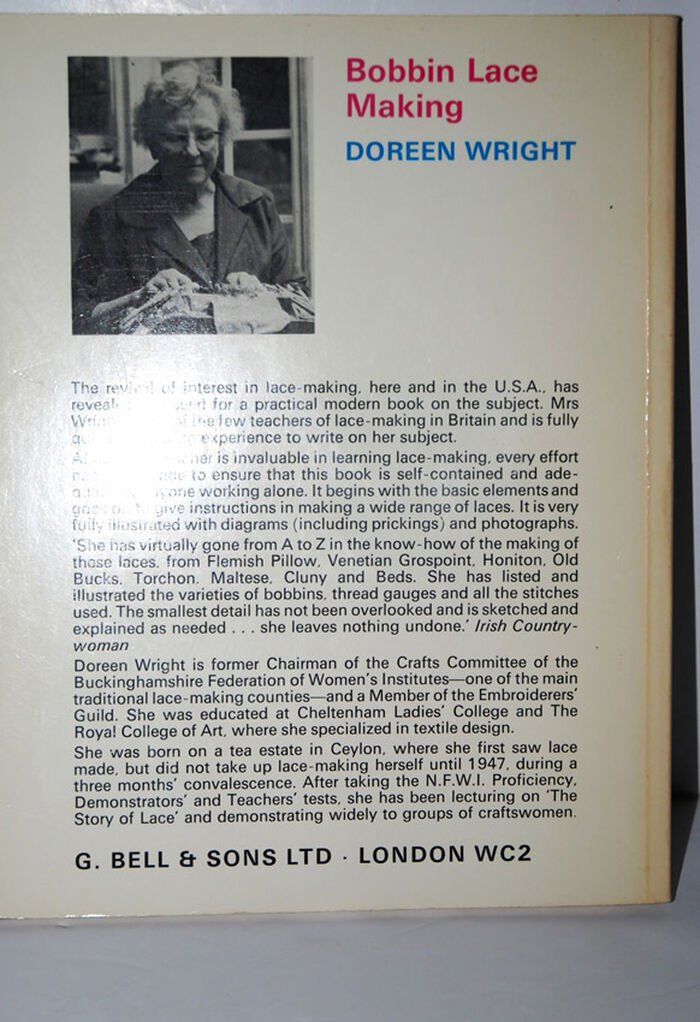 Bobbin Lace
Making
DOREEN WRIGHT
The revival of interest in lace-making, here and in the U.S.A., has
for a practical modern book on the subject. Mrs
of the few teachers of lace-making in Britain and is fully
experience to write on her subject.
is invaluable in learning lace-making, every effort
to ensure that this book is self-contained and ade-
working alone. It begins with the basic elements and
give instructions in making a wide range of laces. It is very
fully illustrated with diagrams (including prickings) and photographs.
'She has virtually gone from A to Z in the know-how of the making of
these laces, from Flemish Pillow, Venetian Grospoint, Honiton, Old
Bucks, Torchon, Maltese, Cluny and Beds. She has listed and
illustrated the varieties of bobbins, thread gauges and all the stitches
used. The smallest detail has not been overlooked and is sketched and
explained as needed . . . she leaves nothing undone.' Irish Country-
woman
Doreen Wright is former Chairman of the Crafts Committee of the
Buckinghamshire Federation of Women's Institutes—one of the main
traditional lace-making counties—and a Member of the Embroiderers'
Guild. She was educated at Cheltenham Ladies' College and The
Royal College of Art, where she specialized in textile design.
She was born on a tea estate in Ceylon, where she first saw lace
made, but did not take up lace-making herself until 1947, during a
three months' convalescence. After taking the N.F.W.I. Proficiency,
Demonstrators' and Teachers' tests, she has been lecturing on 'The
Story of Lace' and demonstrating widely to groups of craftswomen.
G. BELL & SONS LTD · LONDON WC2